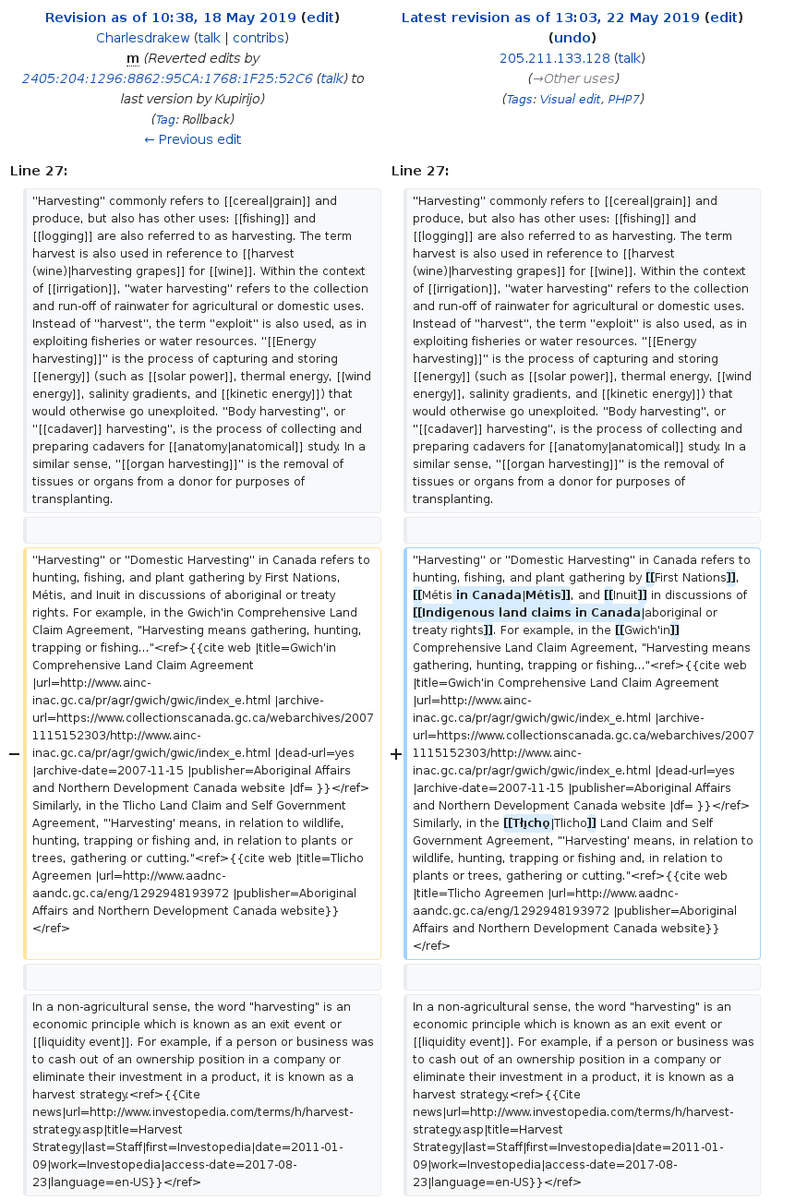 Revision as of 10:38, 18 May 2019 (edit)
Charlesdrakew (talk | contribs)
m (Reverted edits by
2405:204:1296:8862:95CA:1768:1F25:52C6 (talk) to
last version by Kupirijo)
(Tag: Rollback)
← Previous edit
Latest revision as of 13:03, 22 May 2019 (edit)
(undo)
205.211.133.128 (talk)
(→Other uses)
(Tags: Visual edit, PHP7)
Line 27:
Line 27:
"Harvesting" commonly refers to [[cereal|grain]] and
produce, but also has other uses: [[fishing]] and
[[logging]] are also referred to as harvesting. The term
harvest is also used in reference to [[harvest
(wine)|harvesting grapes]] for [[wine]]. Within the context
of [[irrigation]], "water harvesting" refers to the collection
and run-off of rainwater for agricultural or domestic uses.
Instead of "harvest", the term "exploit" is also used, as in
exploiting fisheries or water resources. "[[Energy
harvesting]]" is the process of capturing and storing
[[energy]] (such as [[solar power]], thermal energy, [[wind
energy]], salinity gradients, and [[kinetic energy]]) that
would otherwise go unexploited. "Body harvesting", or
"[[cadaver]] harvesting", is the process of collecting and
preparing cadavers for [[anatomy|anatomical]] study. In a
similar sense, "[[organ harvesting]]" is the removal of
tissues or organs from a donor for purposes of
transplanting.
"Harvesting" commonly refers to [[cereal|grain]] and
produce, but also has other uses: [[fishing]] and
[[logging]] are also referred to as harvesting. The term
harvest is also used in reference to [[harvest
(wine)|harvesting grapes]] for [[wine]]. Within the context
of [[irrigation]], "water harvesting" refers to the collection
and run-off of rainwater for agricultural or domestic uses.
Instead of "harvest", the term "exploit" is also used, as in
exploiting fisheries or water resources. "[[Energy
harvesting]]" is the process of capturing and storing
[[energy]] (such as [[solar power]], thermal energy, [[wind
energy]], salinity gradients, and [[kinetic energy]]) that
would otherwise go unexploited. "Body harvesting", or
"[[cadaver]] harvesting", is the process of collecting and
preparing cadavers for [[anatomy|anatomical]] study. In a
similar sense, "[[organ harvesting]]" is the removal of
tissues or organs from a donor for purposes of
transplanting.
−
"Harvesting" or "Domestic Harvesting" in Canada refers to
hunting, fishing, and plant gathering by First Nations,
Métis, and Inuit in discussions of aboriginal or treaty
rights. For example, in the Gwich'in Comprehensive Land
Claim Agreement, "Harvesting means gathering, hunting,
trapping or fishing..."<ref>{{cite web |title=Gwich'in
Comprehensive Land Claim Agreement
|url=http://www.ainc-
inac.gc.ca/pr/agr/gwich/gwic/index_e.html |archive-
url=https://www.collectionscanada.gc.ca/webarchives/2007
1115152303/http://www.ainc-
inac.gc.ca/pr/agr/gwich/gwic/index_e.html |dead-url=yes
|archive-date=2007-11-15 |publisher=Aboriginal Affairs
and Northern Development Canada website |df= }}</ref>
Similarly, in the Tlicho Land Claim and Self Government
Agreement, "'Harvesting' means, in relation to wildlife,
hunting, trapping or fishing and, in relation to plants or
trees, gathering or cutting."<ref>{{cite web |title=Tlicho
Agreemen |url=http://www.aadnc-
aandc.gc.ca/eng/1292948193972 |publisher=Aboriginal
Affairs and Northern Development Canada website}}
</ref>
+
"Harvesting" or "Domestic Harvesting" in Canada refers to
hunting, fishing, and plant gathering by [[First Nations]],
[[Métis in Canada|Métis]], and [[Inuit]] in discussions of
[[Indigenous land claims in Canada|aboriginal or
treaty rights]]. For example, in the [[Gwich'in]]
Comprehensive Land Claim Agreement, "Harvesting means
gathering, hunting, trapping or fishing..."<ref>{{cite web
|title=Gwich'in Comprehensive Land Claim Agreement
|url=http://www.ainc-
inac.gc.ca/pr/agr/gwich/gwic/index_e.html |archive-
url=https://www.collectionscanada.gc.ca/webarchives/2007
1115152303/http://www.ainc-
inac.gc.ca/pr/agr/gwich/gwic/index_e.html |dead-url=yes
|archive-date=2007-11-15 |publisher=Aboriginal Affairs
and Northern Development Canada website |df= }}</ref>
Similarly, in the [[Tłı̨chǫ|Tlicho]] Land Claim and Self
Government Agreement, "'Harvesting' means, in relation to
wildlife, hunting, trapping or fishing and, in relation to
plants or trees, gathering or cutting."<ref>{{cite web
|title=Tlicho Agreemen |url=http://www.aadnc-
aandc.gc.ca/eng/1292948193972 |publisher=Aboriginal
Affairs and Northern Development Canada website}}
</ref>
In a non-agricultural sense, the word "harvesting" is an
economic principle which is known as an exit event or
[[liquidity event]]. For example, if a person or business was
to cash out of an ownership position in a company or
eliminate their investment in a product, it is known as a
harvest strategy.<ref>{{Cite
news|url=http://www.investopedia.com/terms/h/harvest-
strategy.asp|title=Harvest
Strategy|last=Staff|first=Investopedia|date=2011-01-
09|work=Investopedia|access-date=2017-08-
23|language=en-US}}</ref>
In a non-agricultural sense, the word "harvesting" is an
economic principle which is known as an exit event or
[[liquidity event]]. For example, if a person or business was
to cash out of an ownership position in a company or
eliminate their investment in a product, it is known as a
harvest strategy.<ref>{{Cite
news|url=http://www.investopedia.com/terms/h/harvest-
strategy.asp|title=Harvest
Strategy|last=Staff|first=Investopedia|date=2011-01-
09|work=Investopedia|access-date=2017-08-
23|language=en-US}}</ref>